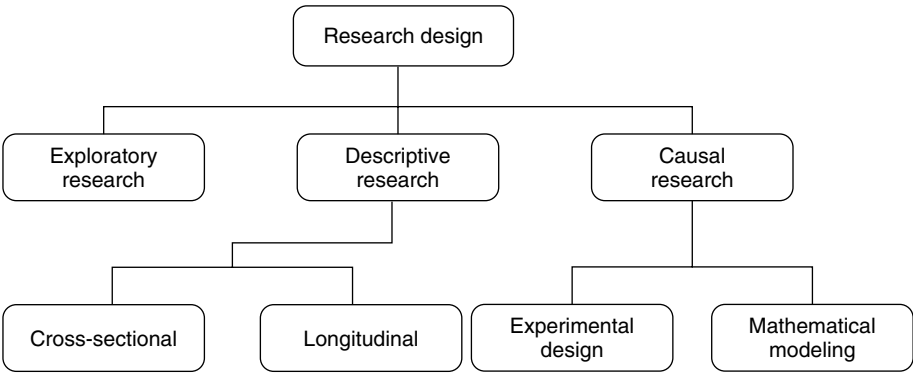 Research design
Exploratory
research
Descriptive
research
Causal
research
Cross-sectional
Longitudinal
Experimental
design
Mathematical
modeling